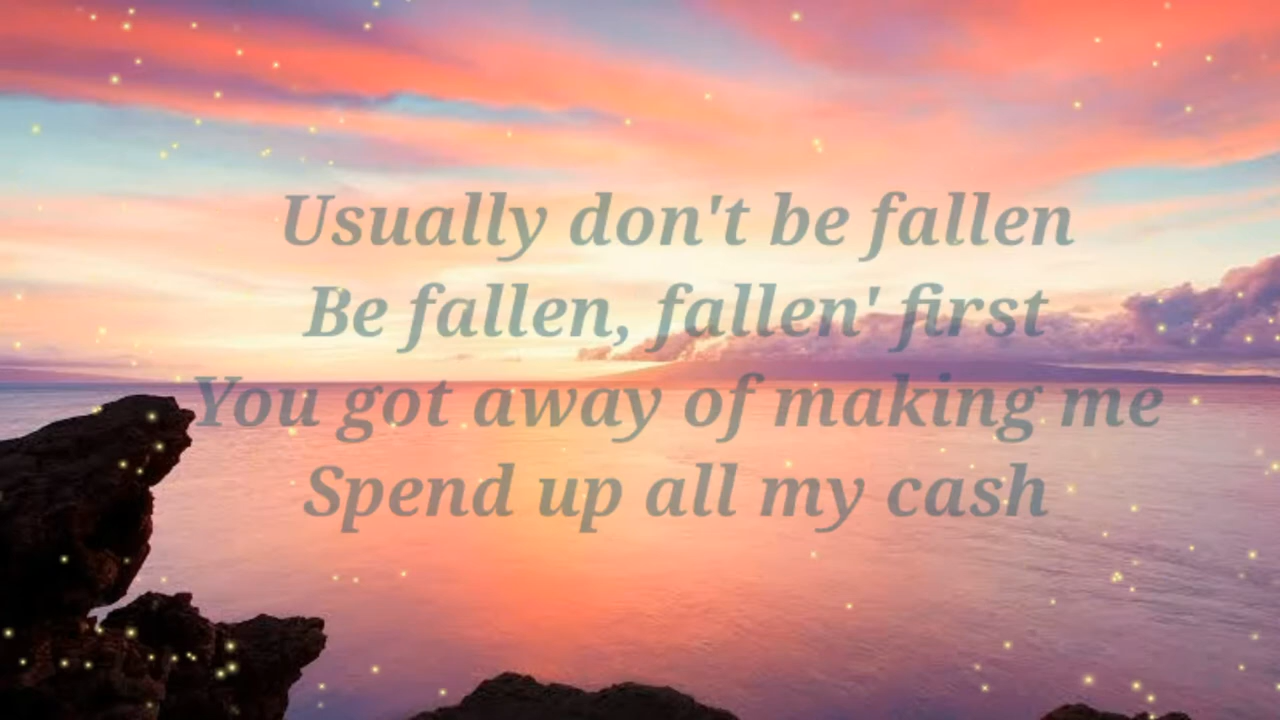 Usually don't be fallen
Be fallen, fallen' first
You got away of making me
Spend up all my cash